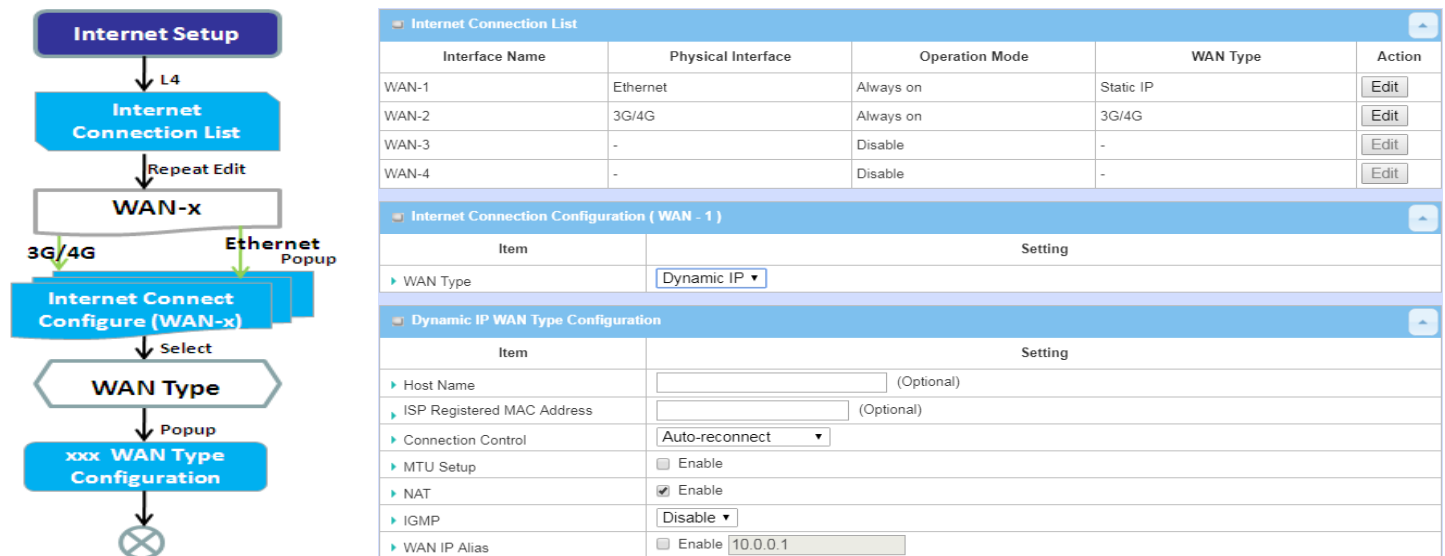 Internet Setup
L4
Internet
Connection List
Repeat Edit
WAN-x
3G/4G
Ethernet
Popup
Internet Connect
Configure (WAN-x)
Select
WAN Type
Popup
xxx WAN Type
Configuration
Internet Connection List
Interface Name Physical Interface Operation Mode WAN Type Action
WAN-1 Ethernet Always on Static IP Edit
WAN-2 3G/4G Always on 3G/4G Edit
WAN-3 - Disable - Edit
WAN-4 - Disable - Edit
Internet Connection Configuration ( WAN - 1 )
Item Setting
WAN Type Dynamic IP
Dynamic IP WAN Type Configuration
Item Setting
Host Name (Optional)
ISP Registered MAC Address (Optional)
Connection Control Auto-reconnect
MTU Setup Enable
NAT Enable
IGMP Disable
WAN IP Alias Enable 10.0.0.1